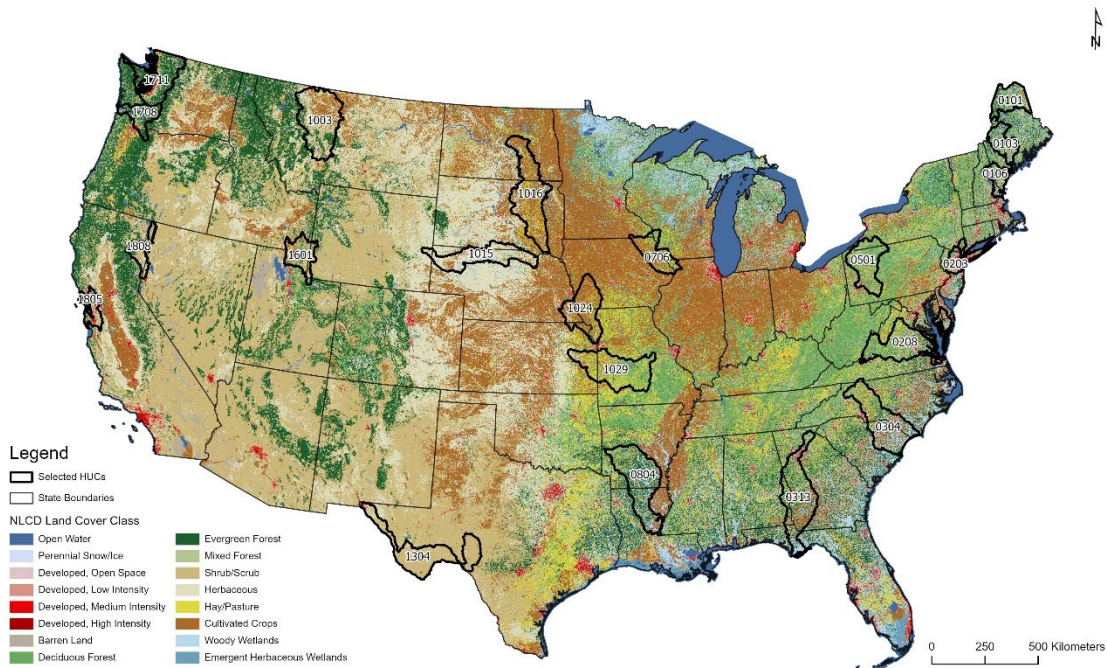 N
1711
1708
1003
0101
0103
0106
1016
1808
1601
1015
0706
0501
0203
1805
1024
0208
1029
0304
0804
0313
1304
Legend
Selected HUCs
State Boundaries
NLCD Land Cover Class
Open Water
Perennial Snow/Ice
Developed, Open Space
Developed, Low Intensity
Developed, Medium Intensity
Developed, High Intensity
Barren Land
Deciduous Forest
Evergreen Forest
Mixed Forest
Shrub/Scrub
Herbaceous
Hay/Pasture
Cultivated Crops
Woody Wetlands
Emergent Herbaceous Wetlands
0 250 500 Kilometers